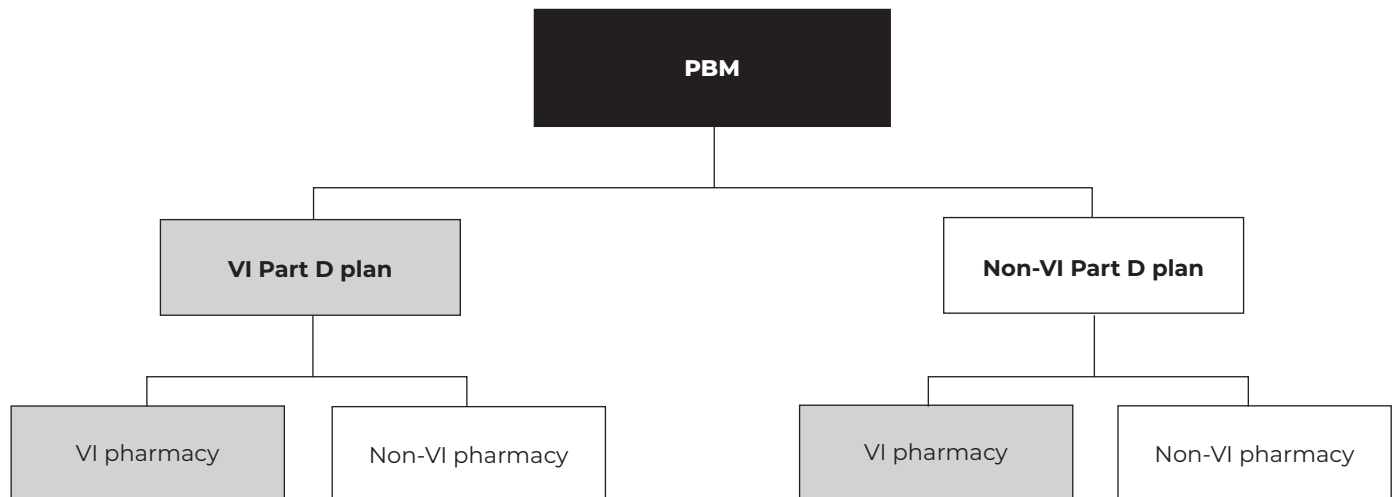 PBM
VI Part D plan
Non-VI Part D plan
VI pharmacy
Non-VI pharmacy
VI pharmacy
Non-VI pharmacy